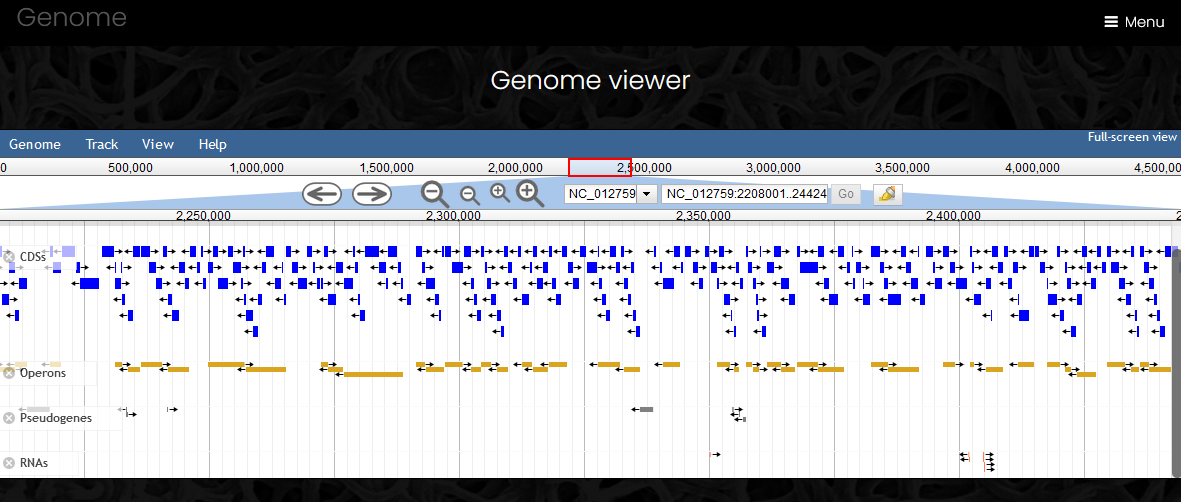 Genome
Menu
Genome viewer
Genome Track View Help Full-screen view
0 500,000 1,000,000 1,500,000 2,000,000 2,500,000 3,000,000 3,500,000 4,000,000 4,500,0
NC_012759 NC_012759:2208001..24424 Go
2,250,000 2,300,000 2,350,000 2,400,000 2
CDSs
Operons
Pseudogenes
RNAs